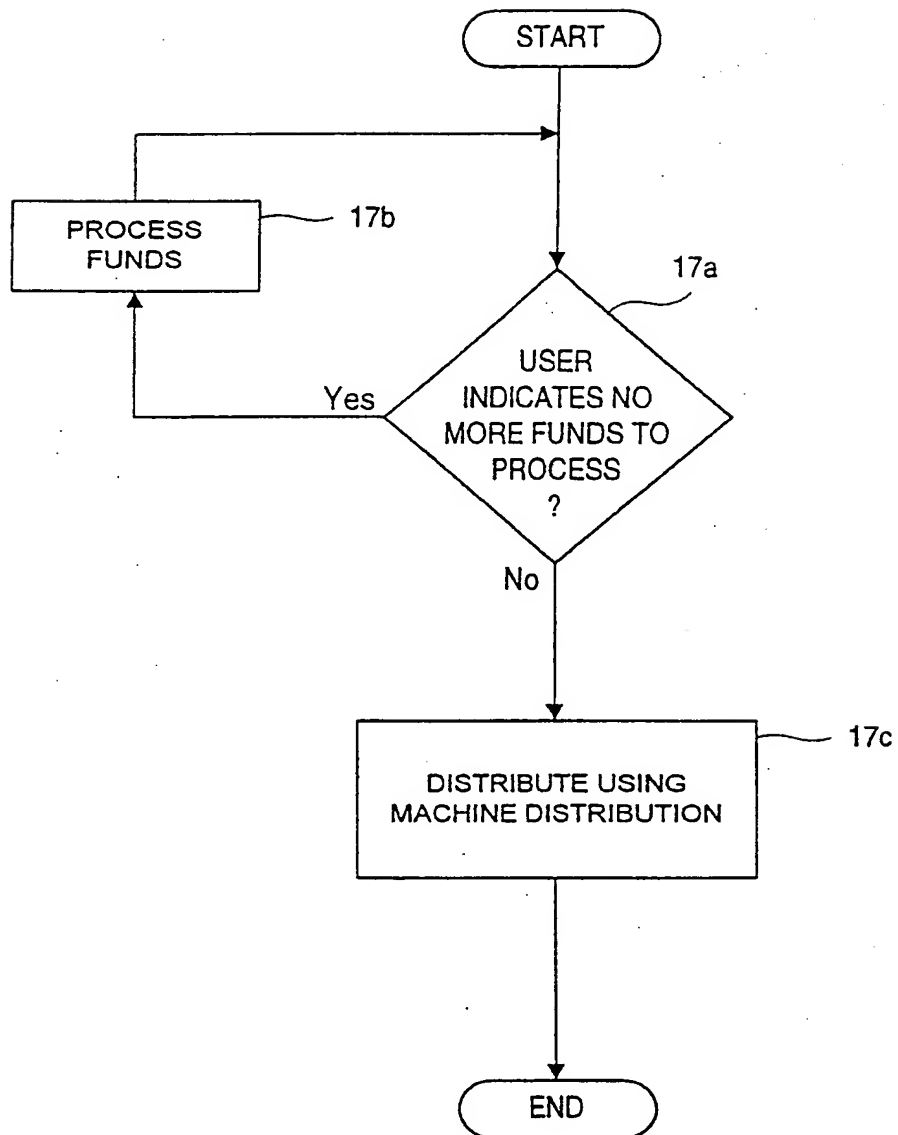 START
PROCESS
FUNDS
17b
17a
USER
INDICATES NO
MORE FUNDS TO
PROCESS
?
Yes
No
DISTRIBUTE USING
MACHINE DISTRIBUTION
17c
END